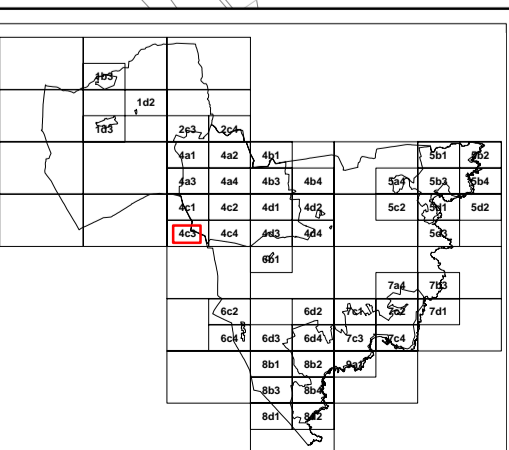 1b3
1d2
1d3
2c3 2c4
4a1 4a2 4b1 5b1 5b2
4a3 4a4 4b3 4b4 5a4 5b3 5b4
4c1 4c2 4d1 4d2 5c2 5d1 5d2
4c3 4c4 4d3 4d4 5d3
6b1
7a4 7b3
6c2 6d2 7c1 7c2 7d1
6c4 6d3 6d4 7c3 7c4
8b1 8b2 9a1
8b3 8b4
8d1 8d2